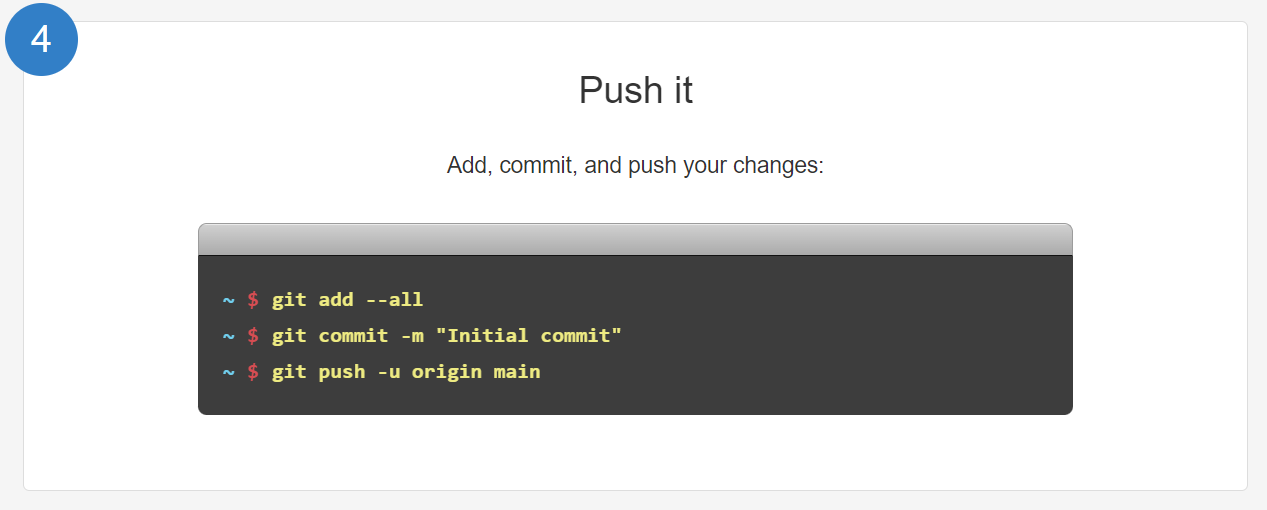 4
Push it
Add, commit, and push your changes:
~ $ git add --all
~ $ git commit -m "Initial commit"
~ $ git push -u origin main